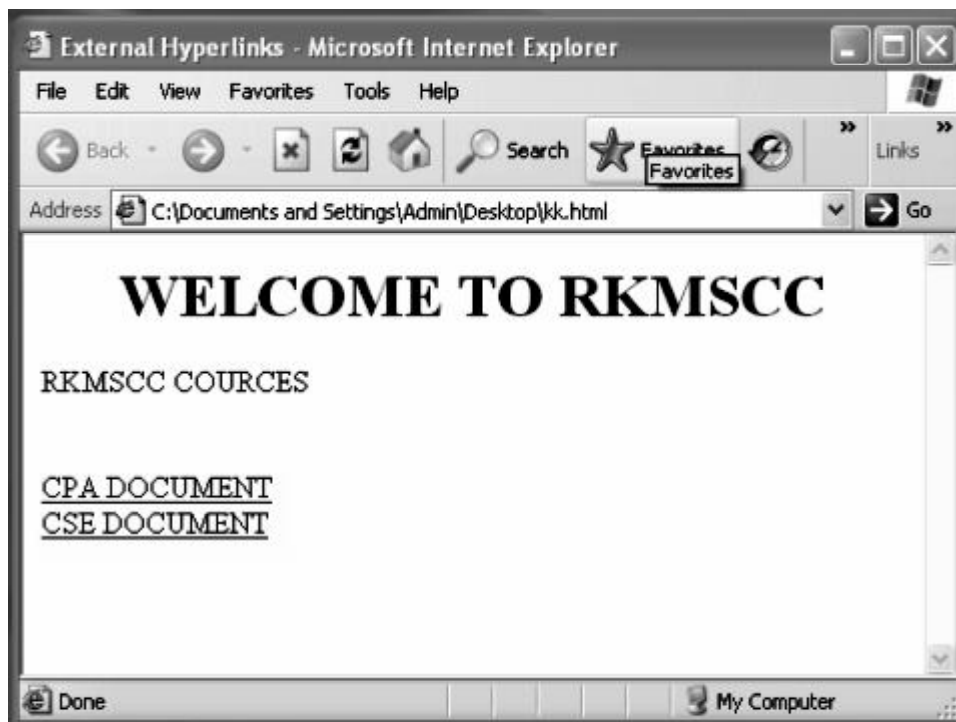 External Hyperlinks - Microsoft Internet Explorer
File Edit View Favorites Tools Help
Back Search Favorites Links
Favorites
Address C:\Documents and Settings\Admin\Desktop\kk.html Go
WELCOME TO RKMSCC
RKMSCC COURCES
CPA DOCUMENT
CSE DOCUMENT
Done My Computer